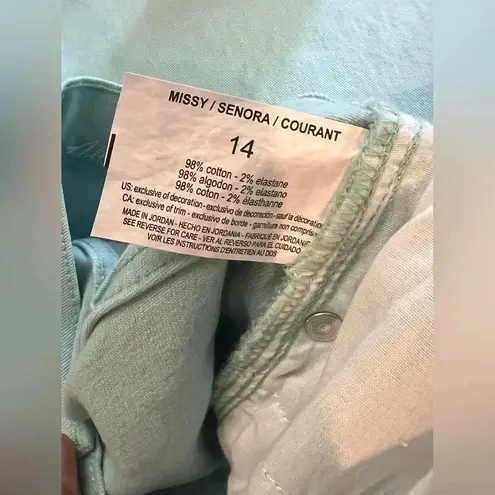 MISSY / SENORA / COURANT
14
98% cotton - 2% elastane
98% algodon - 2% elastano
98% coton - 2% élasthanne
US: exclusive of decoration - exclusivo de decoración - sauf la décoration
CA: exclusive of trim - exclusivo de borde - garniture non compris
MADE IN JORDAN - HECHO EN JORDANIA - FABRIQUÉ EN JORDANIE
SEE REVERSE FOR CARE - VER AL REVERSO PARA EL CUIDADO
VOIR LES INSTRUCTIONS D'ENTRETIEN AU DOS